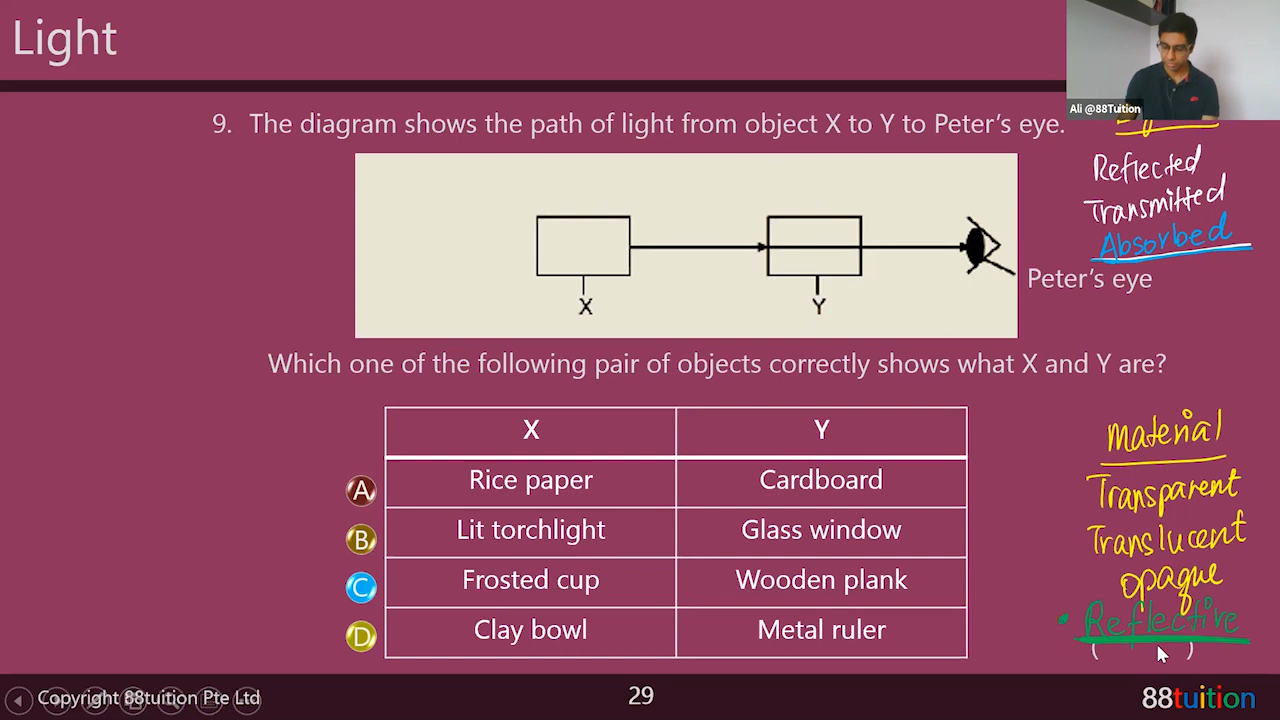 Light
Ali @88Tuition
9. The diagram shows the path of light from object X to Y to Peter's eye.
Reflected
Transmitted
Absorbed
X
Y
Peter's eye
Which one of the following pair of objects correctly shows what X and Y are?
X Y
A Rice paper Cardboard
B Lit torchlight Glass window
C Frosted cup Wooden plank
D Clay bowl Metal ruler
Material
Transparent
Translucent
opaque
Reflective
( )
Copyright 88tuition Pte Ltd
29
88tuition